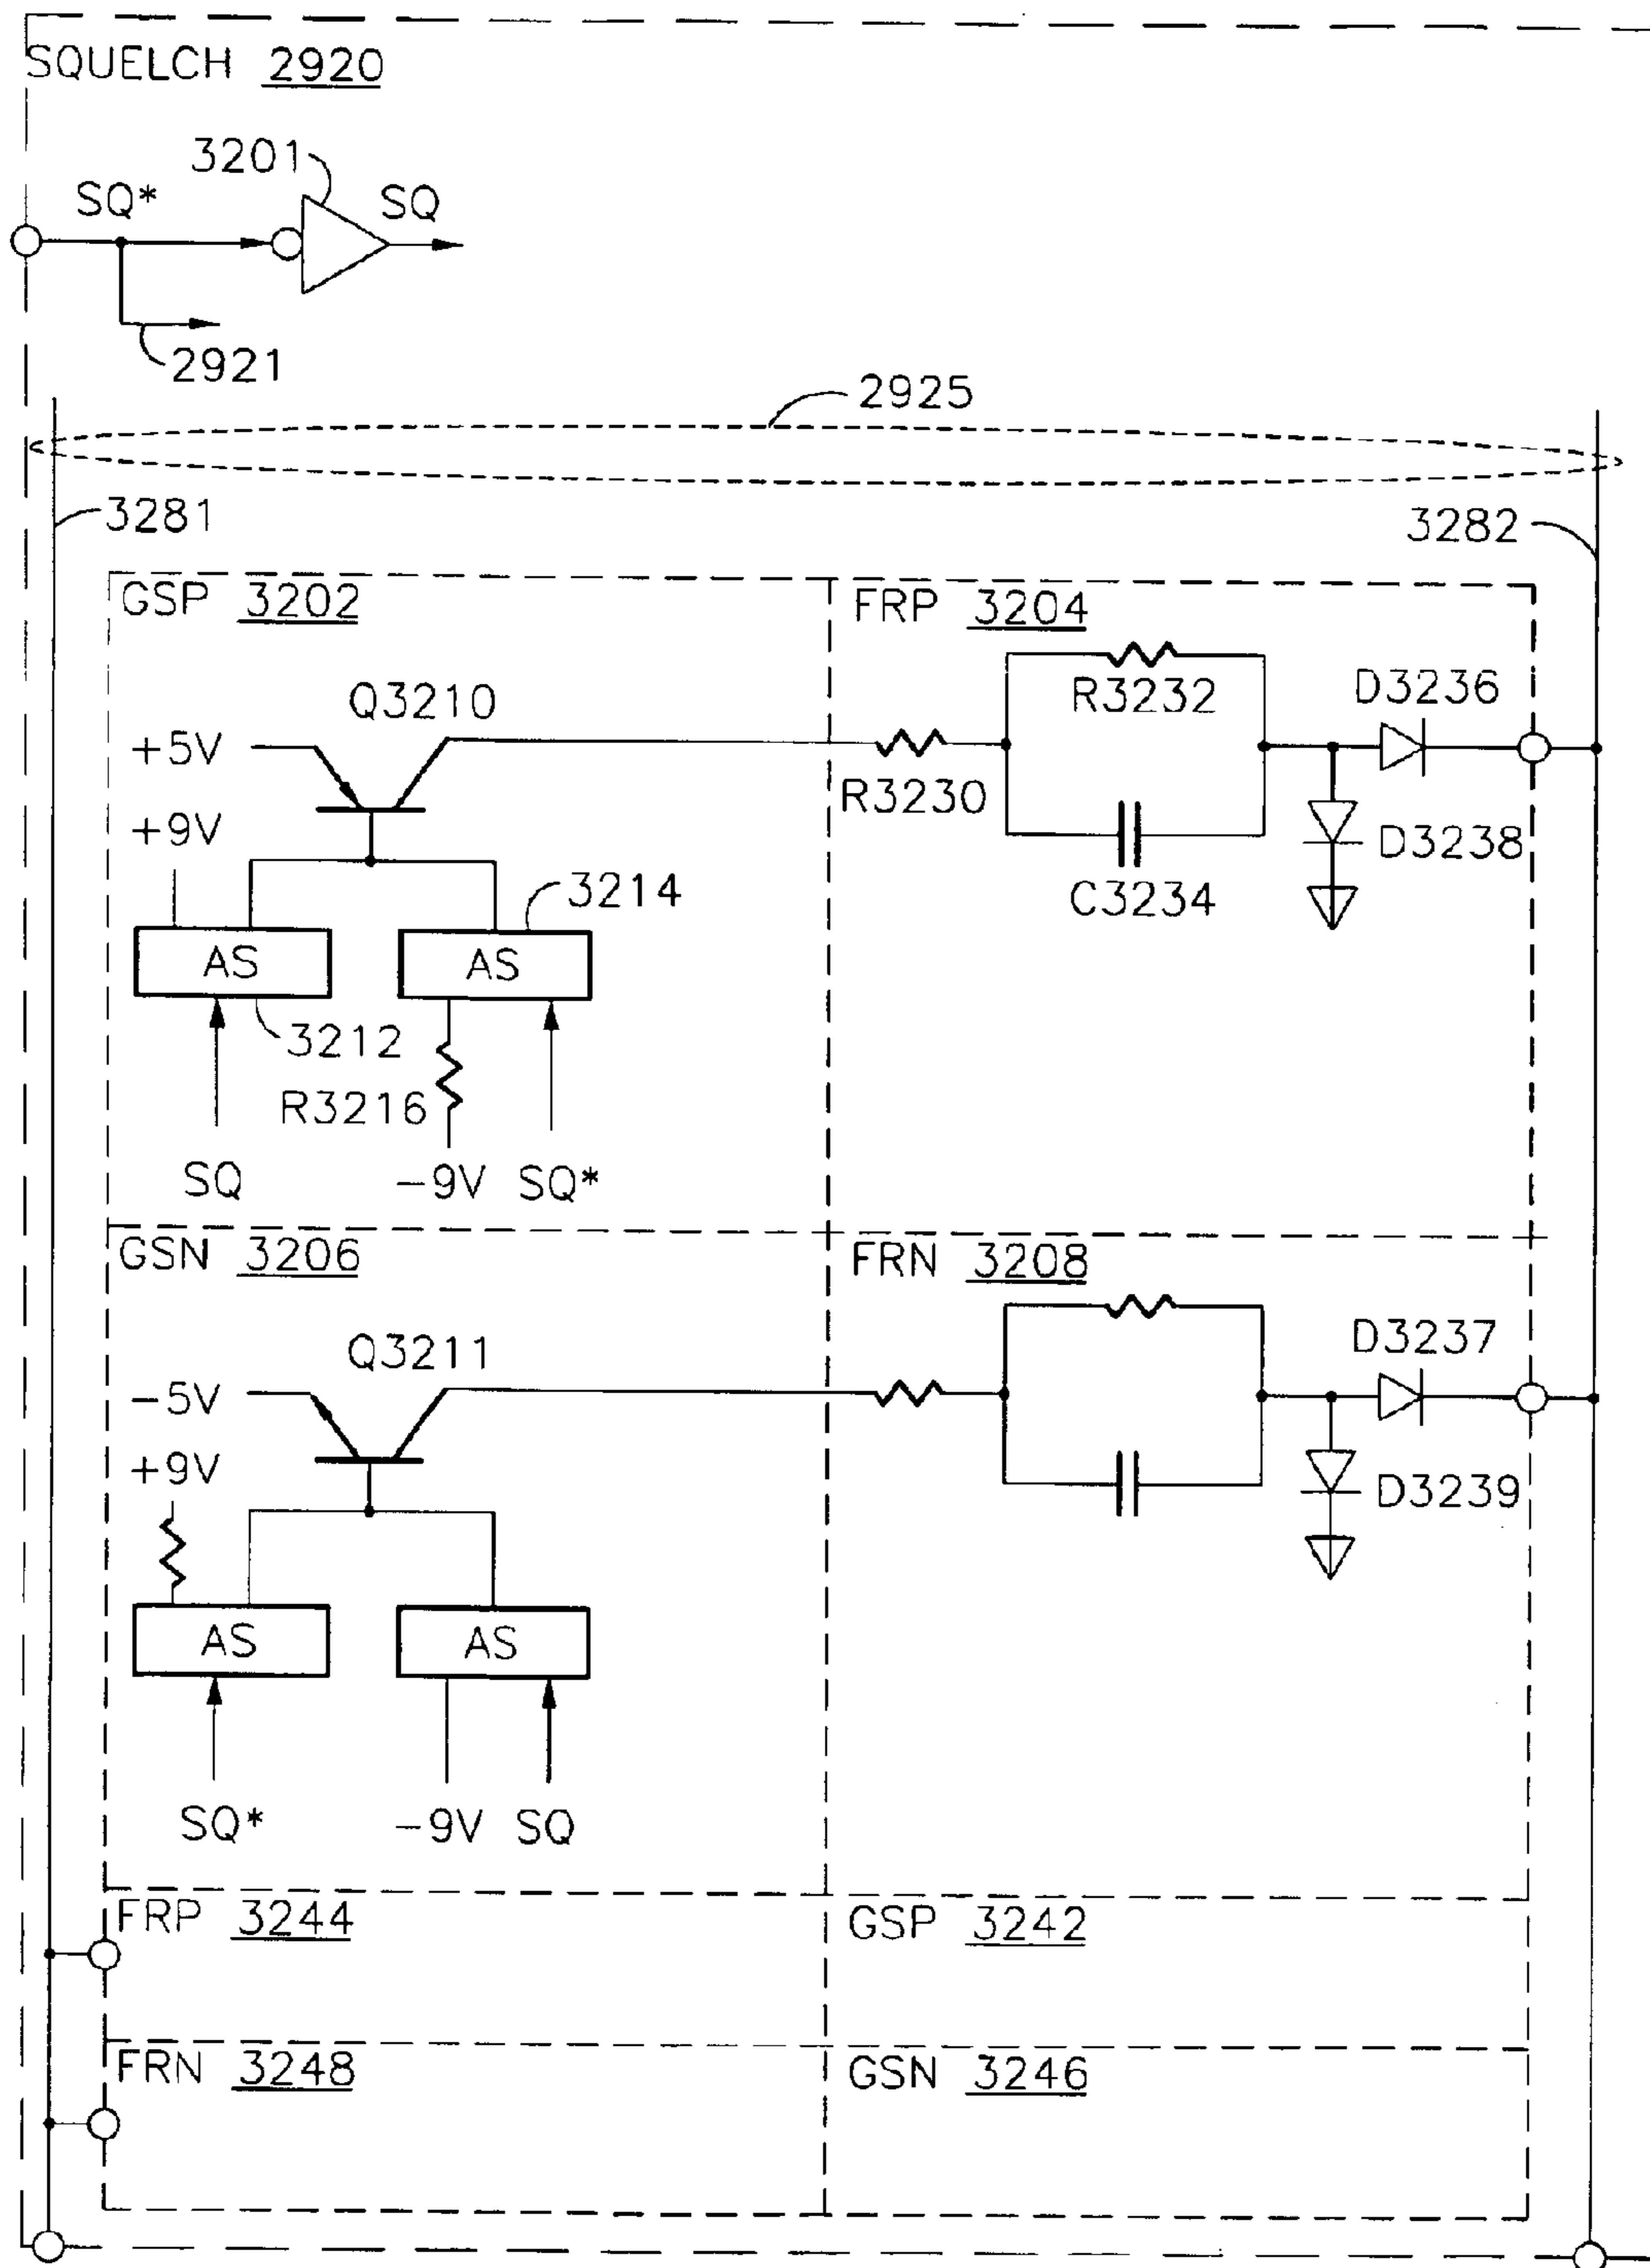 SQUELCH 2920
3201
SQ*
SQ
2921
2925
3281
3282
GSP 3202
FRP 3204
Q3210
R3232
D3236
+5V
R3230
+9V
D3238
C3234
3214
AS
AS
3212
R3216
SQ
-9V
SQ*
GSN 3206
FRN 3208
Q3211
D3237
-5V
+9V
D3239
AS
AS
SQ*
-9V
SQ
FRP 3244
GSP 3242
FRN 3248
GSN 3246